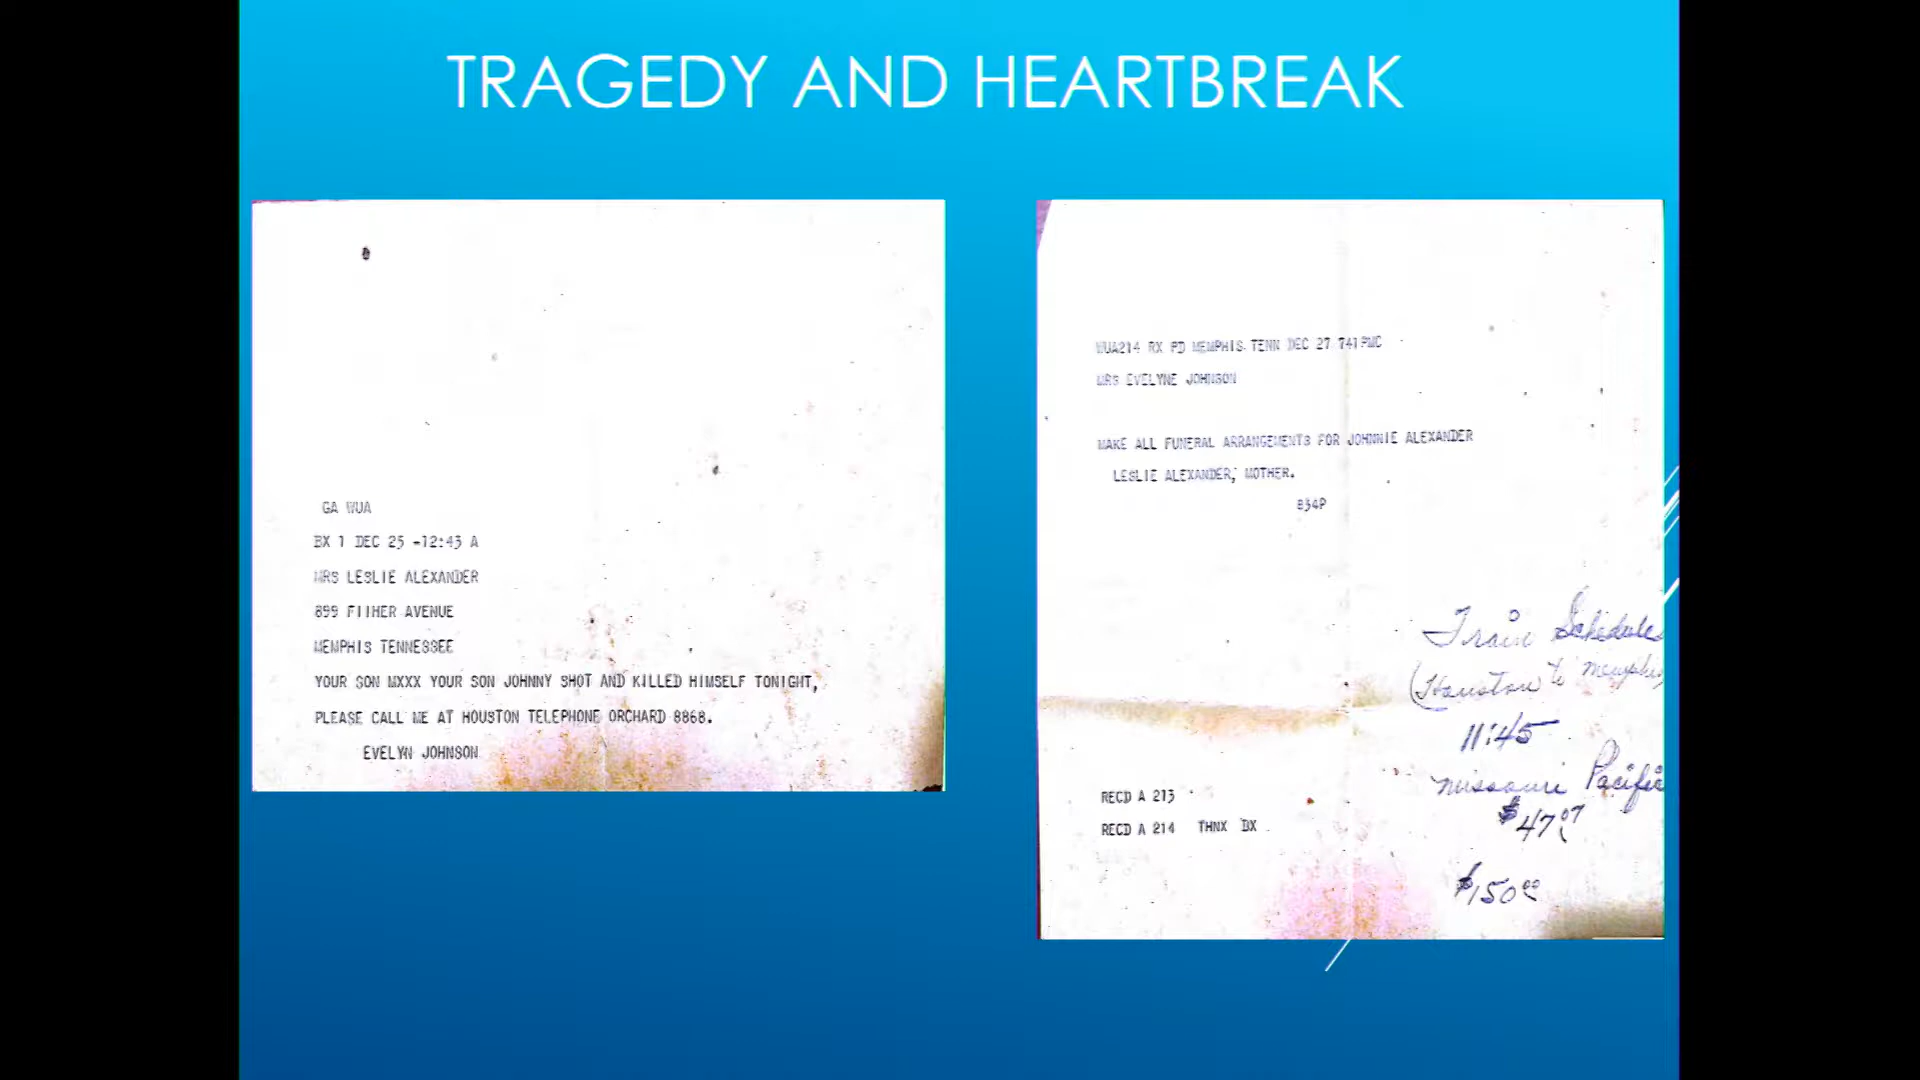 TRAGEDY AND HEARTBREAK
GA WUA
BX 1 DEC 25 -12:43 A
MRS LESLIE ALEXANDER
899 FIIHER AVENUE
MEMPHIS TENNESSEE
YOUR SON MXXX YOUR SON JOHNNY SHOT AND KILLED HIMSELF TONIGHT,
PLEASE CALL ME AT HOUSTON TELEPHONE ORCHARD 8868.
EVELYN JOHNSON
WUA214 RX PD MEMPHIS TENN DEC 27 741PMC
MRS EVELYNE JOHNSON
MAKE ALL FUNERAL ARRANGEMENTS FOR JOHNNIE ALEXANDER
LESLIE ALEXANDER, MOTHER.
834P
Train Schedule
(Houston to Memphis
11:45
Missouri Pacific
$47.07
$150.00
RECD A 213
RECD A 214 THNX BX